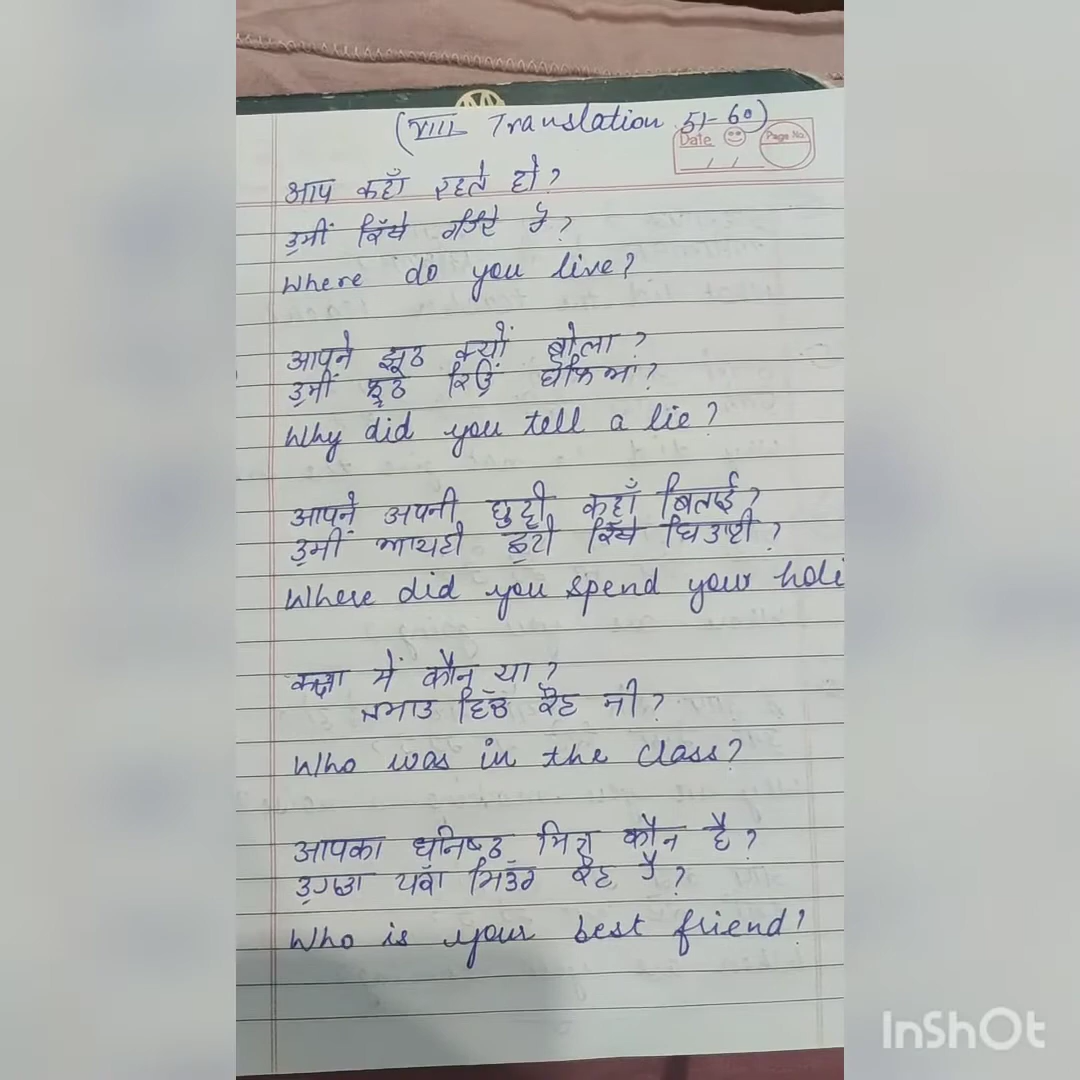 (VIII Translation 51-60)
Date Page No.
आप कहाँ रहते हो?
ਤੁਸੀਂ ਕਿੱਥੇ ਰਹਿੰਦੇ ਹੋ?
Where do you live?
आपने झूठ क्यों बोला?
ਤੁਸੀਂ ਝੂਠ ਕਿਉਂ ਬੋਲਿਆ?
Why did you tell a lie?
आपने अपनी छुट्टी कहाँ बिताई?
ਤੁਸੀਂ ਆਪਣੀ ਛੁਟੀ ਕਿੱਥੇ ਬਿਤਾਈ?
Where did you spend your holi
कक्षा में कौन था?
ਜਮਾਤ ਵਿੱਚ ਕੌਣ ਸੀ?
Who was in the class?
आपका घनिष्ठ मित्र कौन है?
ਤੁਹਾਡਾ ਪੱਕਾ ਮਿੱਤਰ ਕੌਣ ਹੈ?
Who is your best friend?
InShOt